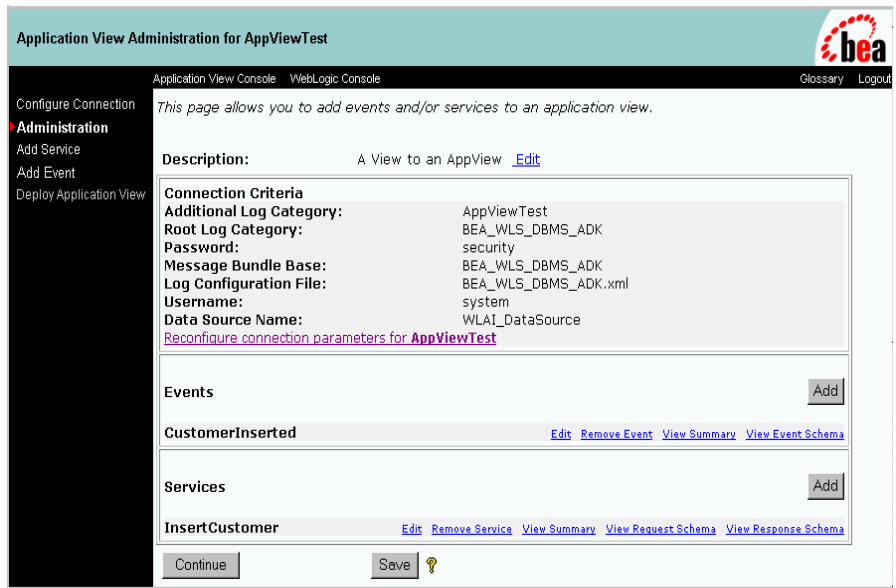 Application View Administration for AppViewTest
bea
Application View Console WebLogic Console Glossary Logout
Configure Connection
Administration
Add Service
Add Event
Deploy Application View
This page allows you to add events and/or services to an application view.
Description: A View to an AppView Edit
Connection Criteria
Additional Log Category: AppViewTest
Root Log Category: BEA_WLS_DBMS_ADK
Password: security
Message Bundle Base: BEA_WLS_DBMS_ADK
Log Configuration File: BEA_WLS_DBMS_ADK.xml
Username: system
Data Source Name: WLAI_DataSource
Reconfigure connection parameters for AppViewTest
Events Add
CustomerInserted Edit Remove Event View Summary View Event Schema
Services Add
InsertCustomer Edit Remove Service View Summary View Request Schema View Response Schema
Continue Save ?